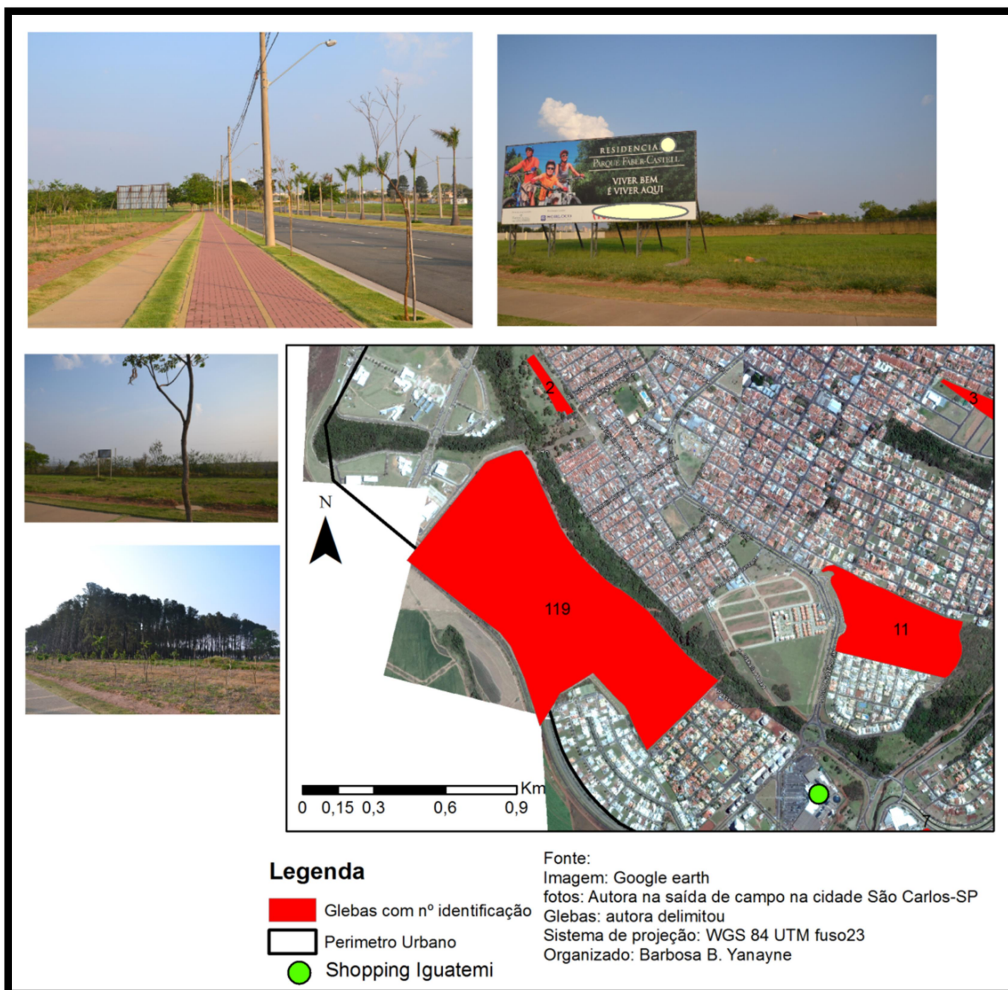 RESIDENCIA
PARQUE FABER-CASTELL
VIVER BEM
É VIVER AQUI
2
3
119
11
7
N
Km
0 0,15 0,3 0,6 0,9
Legenda
Glebas com nº identificação
Perimetro Urbano
Shopping Iguatemi
Fonte:
Imagem: Google earth
fotos: Autora na saída de campo na cidade São Carlos-SP
Glebas: autora delimitou
Sistema de projeção: WGS 84 UTM fuso23
Organizado: Barbosa B. Yanayne